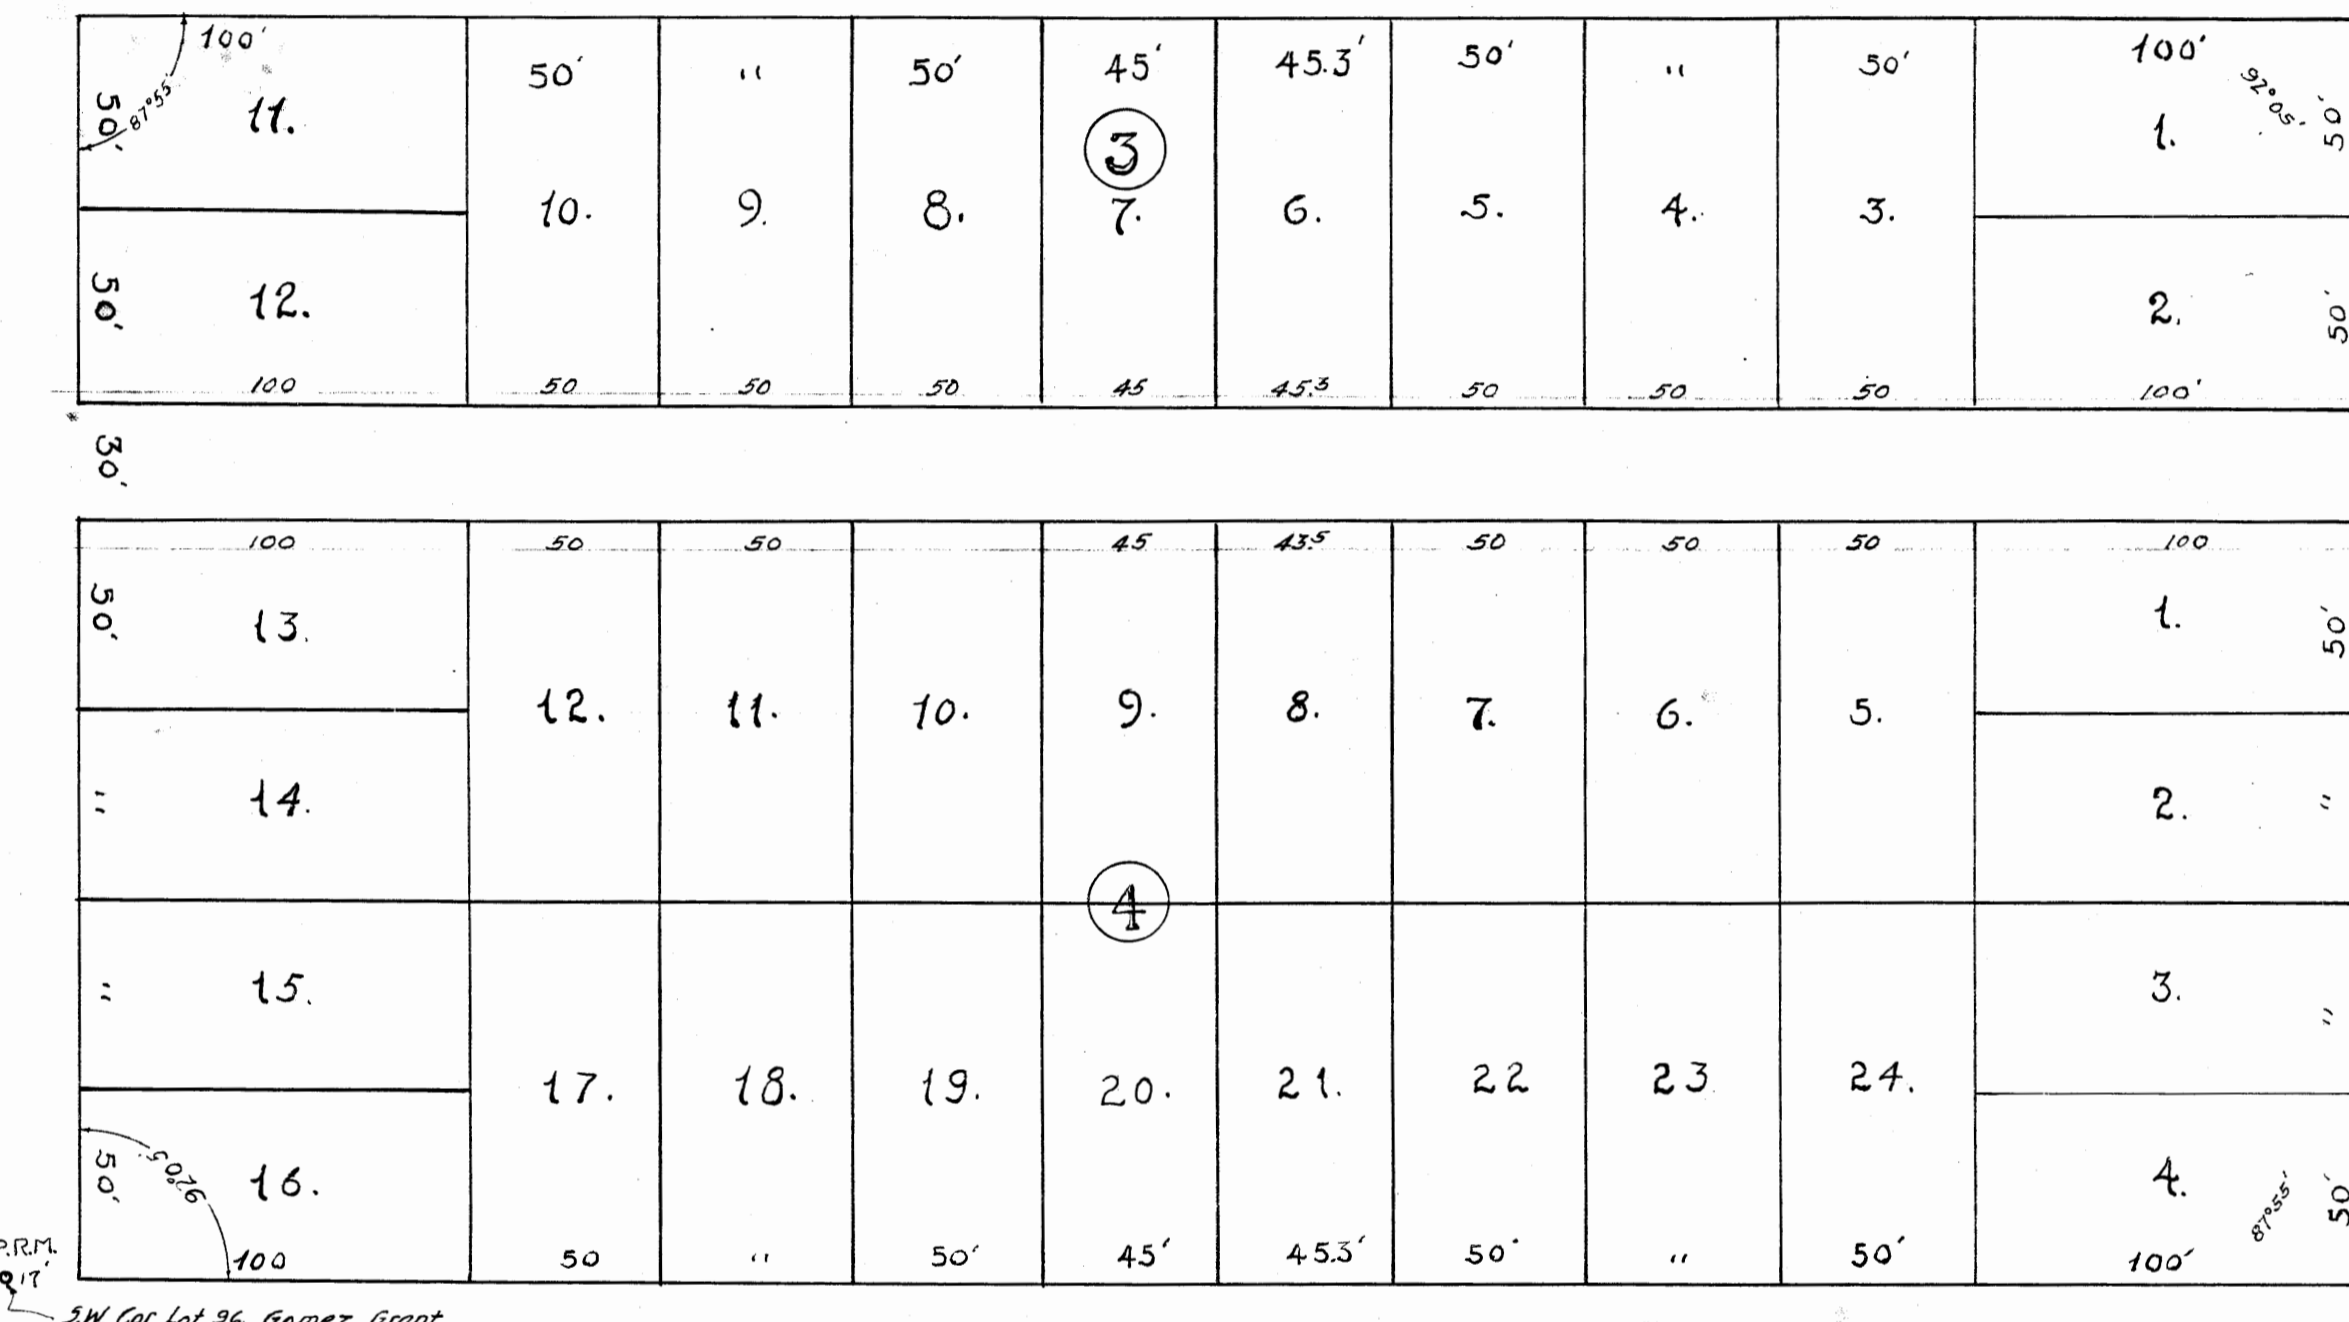 100' 50' " 50' 45' 45.3' 50' " 50' 100'
50' 87°55' 11. 3 1. 92°05' 50'
10. 9. 8. 7. 6. 5. 4. 3.
50' 12. 2. 50'
100 50 50 50 45 45.3 50 50 50 100'
30'
100 50 50 45 43.5 50 50 50 100
50' 13. 1. 50'
12. 11. 10. 9. 8. 7. 6. 5.
" 14. 2. "
4
" 15. 3. "
17. 18. 19. 20. 21. 22 23 24.
50' 92°05' 16. 4. 87°55' 50'
100 50 " 50' 45' 45.3' 50' " 50' 100'
P.R.M.
17'
S.W Cor Lot 96 Gomez Grant